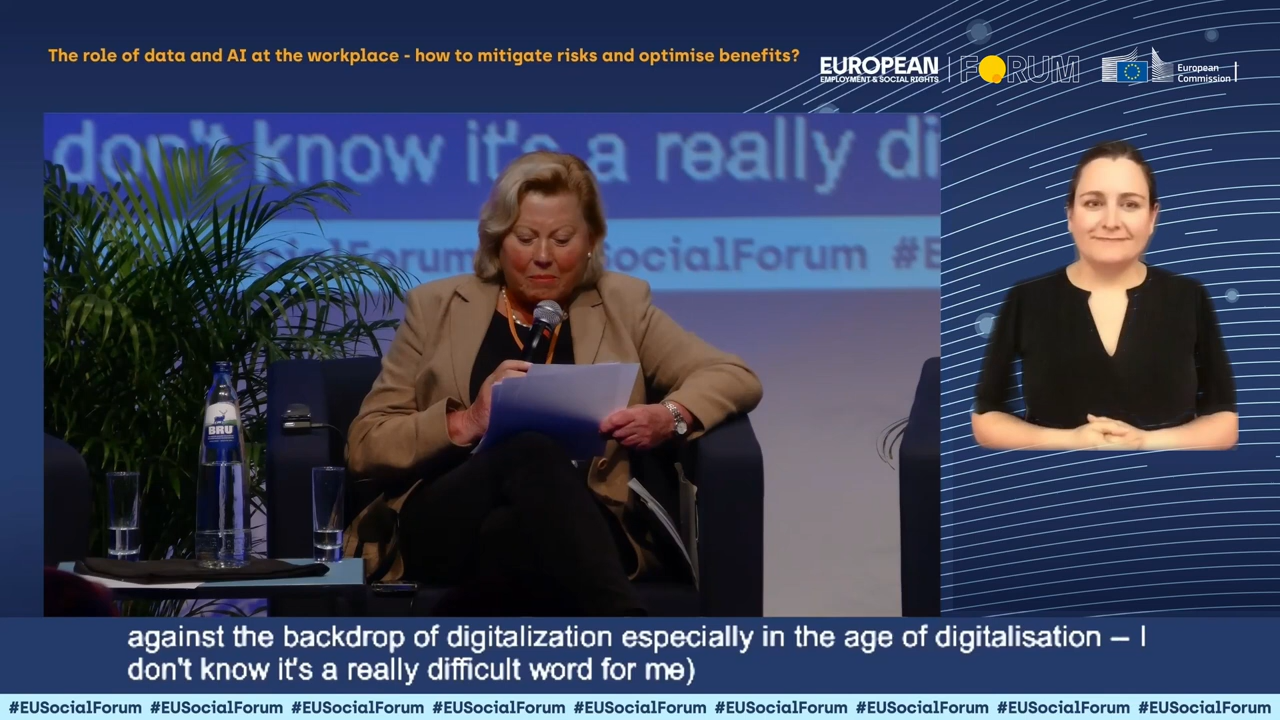 The role of data and AI at the workplace - how to mitigate risks and optimise benefits?
EUROPEAN
EMPLOYMENT & SOCIAL RIGHTS
FORUM
European
Commission
don't know it's a really di
cialForum #EUSocialForum #E
BRU
against the backdrop of digitalization especially in the age of digitalisation – I
don't know it's a really difficult word for me)
#EUSocialForum #EUSocialForum #EUSocialForum #EUSocialForum #EUSocialForum #EUSocialForum #EUSocialForum #EUSocialForum #EUSocialForum